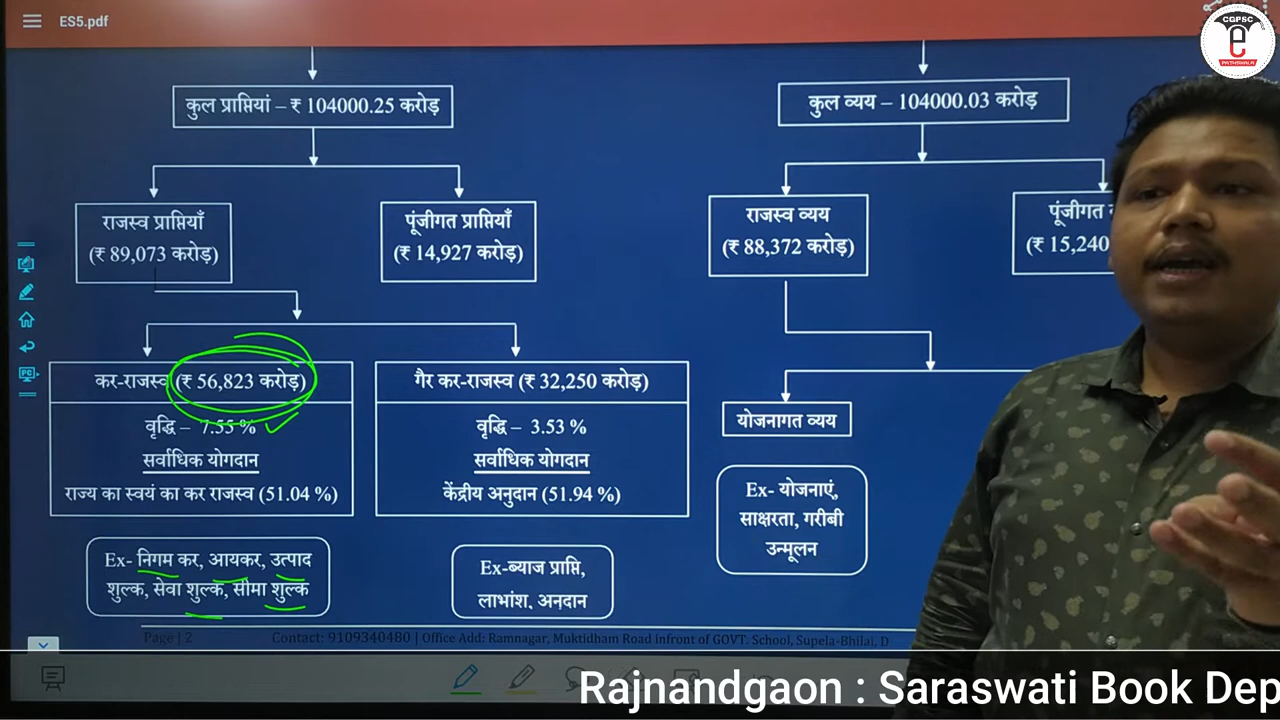 ES5.pdf
CGPSC
PATHSHALA
कुल प्राप्तियां – ₹ 104000.25 करोड़
कुल व्यय – 104000.03 करोड़
राजस्व प्राप्तियाँ
(₹ 89,073 करोड़)
पूंजीगत प्राप्तियाँ
(₹ 14,927 करोड़)
राजस्व व्यय
(₹ 88,372 करोड़)
पूंजीगत
(₹ 15,240
कर-राजस्व (₹ 56,823 करोड़)
वृद्धि – 7.55 %
सर्वाधिक योगदान
राज्य का स्वयं का कर राजस्व (51.04 %)
गैर कर-राजस्व (₹ 32,250 करोड़)
वृद्धि – 3.53 %
सर्वाधिक योगदान
केंद्रीय अनुदान (51.94 %)
योजनागत व्यय
Ex- योजनाएं,
साक्षरता, गरीबी
उन्मूलन
Ex- निगम कर, आयकर, उत्पाद
शुल्क, सेवा शुल्क, सीमा शुल्क
Ex-ब्याज प्राप्ति,
लाभांश, अनुदान
Page | 2
Contact: 9109340480 | Office Add: Ramnagar, Muktidham Road infront of GOVT. School, Supela-Bhilai, D
Rajnandgaon : Saraswati Book Dep